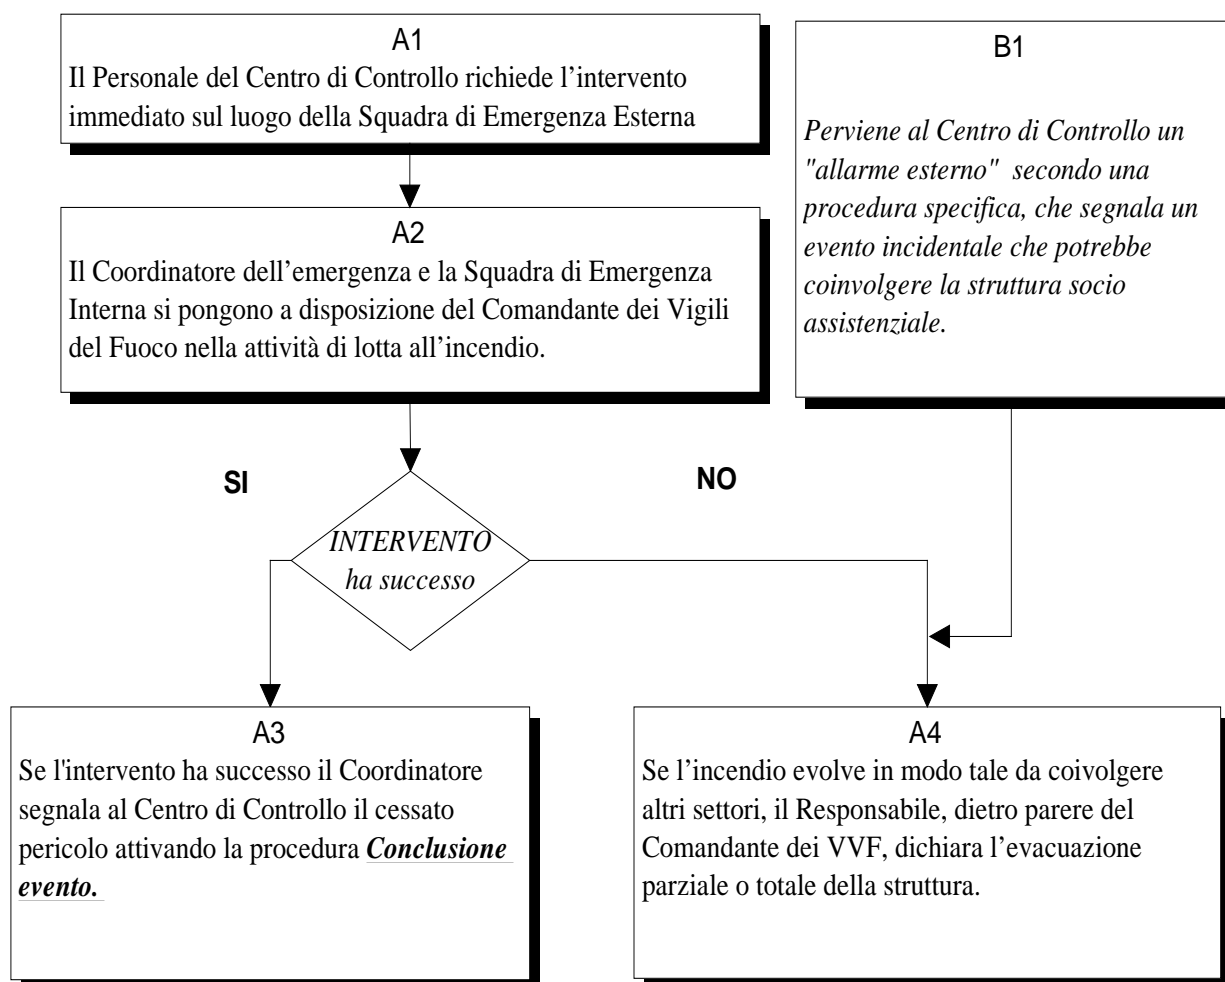 A1
Il Personale del Centro di Controllo richiede l’intervento
immediato sul luogo della Squadra di Emergenza Esterna
B1
Perviene al Centro di Controllo un
"allarme esterno" secondo una
procedura specifica, che segnala un
evento incidentale che potrebbe
coinvolgere la struttura socio
assistenziale.
A2
Il Coordinatore dell’emergenza e la Squadra di Emergenza
Interna si pongono a disposizione del Comandante dei Vigili
del Fuoco nella attività di lotta all’incendio.
SI
NO
INTERVENTO
ha successo
A3
Se l'intervento ha successo il Coordinatore
segnala al Centro di Controllo il cessato
pericolo attivando la procedura Conclusione
evento.
A4
Se l’incendio evolve in modo tale da coivolgere
altri settori, il Responsabile, dietro parere del
Comandante dei VVF, dichiara l’evacuazione
parziale o totale della struttura.